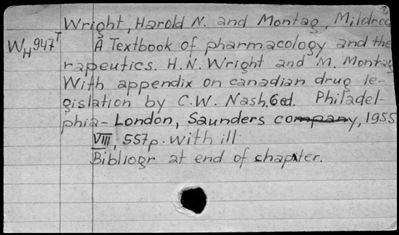 Wright, Harold N. and Montag, Mildred
WH947T A Textbook of pharmacology and the
rapeutics. H.N. Wright and M. Montag
With appendix on canadian drug le-
gislation by C.W. Nash, 6ed. Philadel-
phia - London, Saunders company, 1955
VIII, 557p. with ill.
Bibliogr at end of chapter.